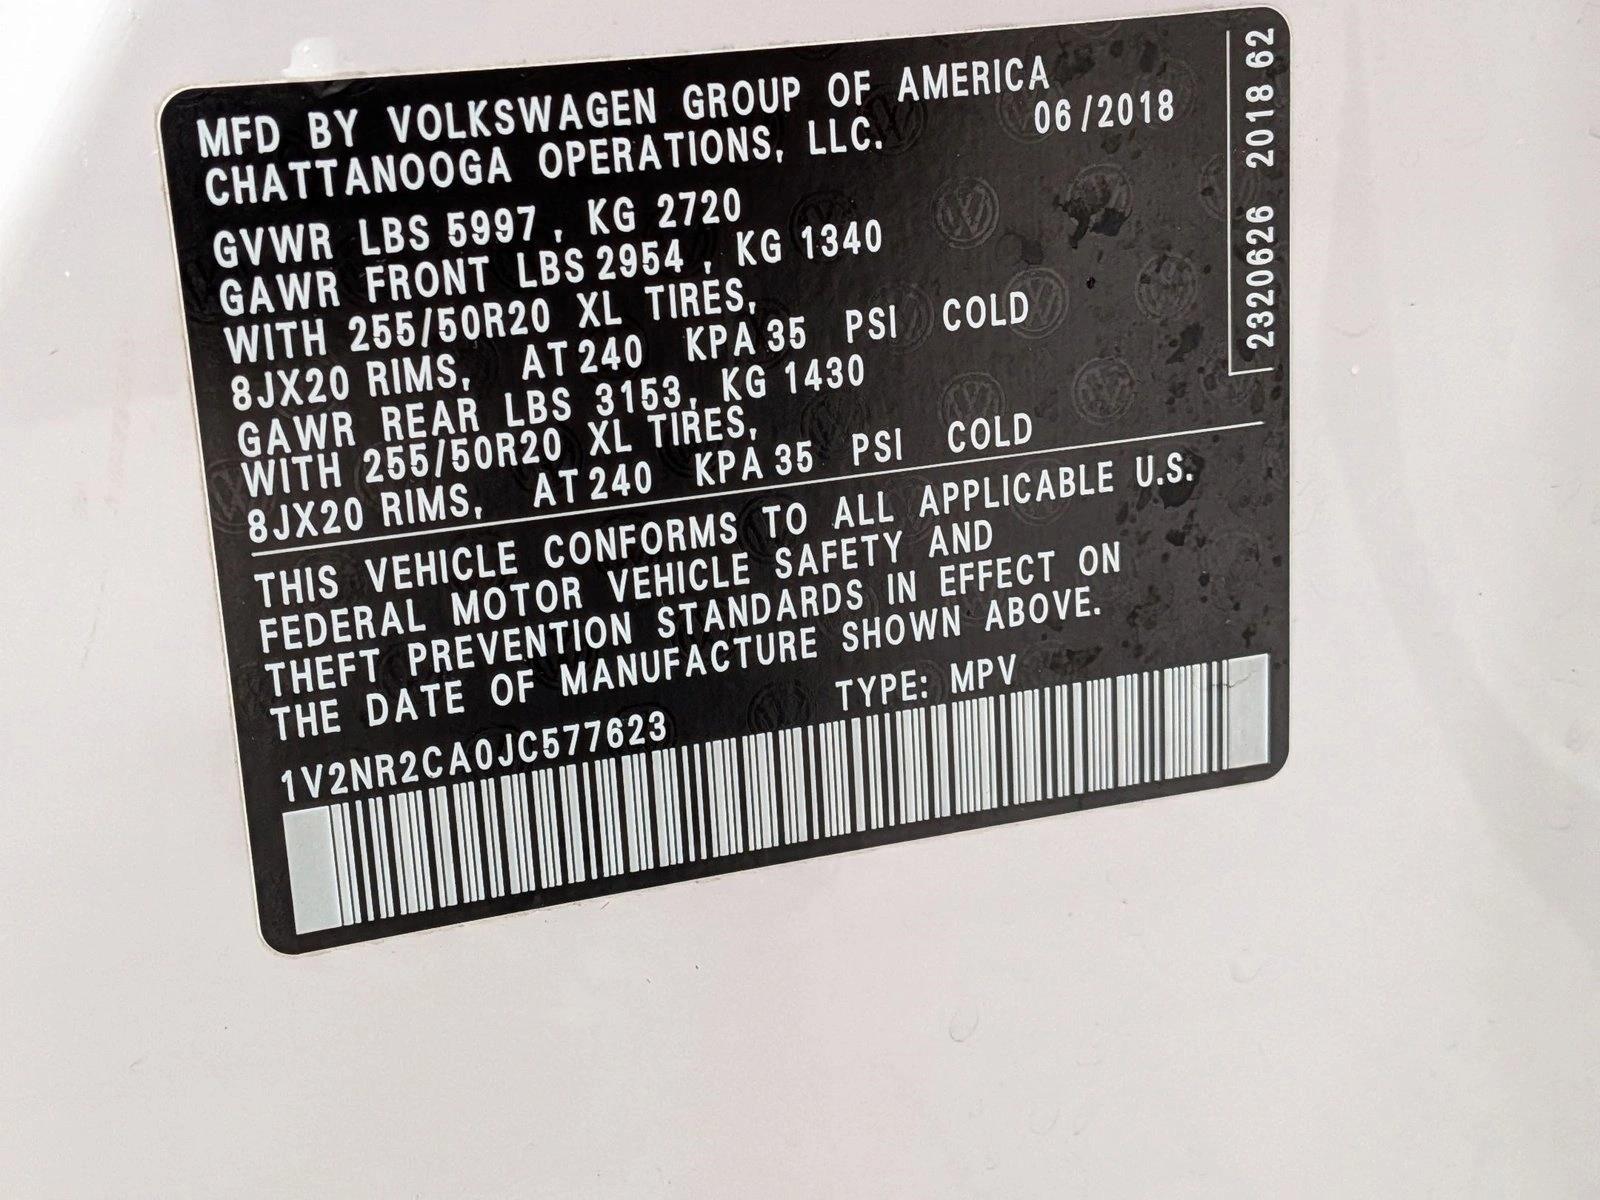 MFD BY VOLKSWAGEN GROUP OF AMERICA
CHATTANOOGA OPERATIONS, LLC. 06/2018
GVWR LBS 5997, KG 2720
GAWR FRONT LBS 2954, KG 1340
WITH 255/50R20 XL TIRES,
8JX20 RIMS, AT 240 KPA 35 PSI COLD
GAWR REAR LBS 3153, KG 1430
WITH 255/50R20 XL TIRES,
8JX20 RIMS, AT 240 KPA 35 PSI COLD
THIS VEHICLE CONFORMS TO ALL APPLICABLE U.S.
FEDERAL MOTOR VEHICLE SAFETY AND
THEFT PREVENTION STANDARDS IN EFFECT ON
THE DATE OF MANUFACTURE SHOWN ABOVE.
1V2NR2CA0JC577623 TYPE: MPV
2320626 2018 62